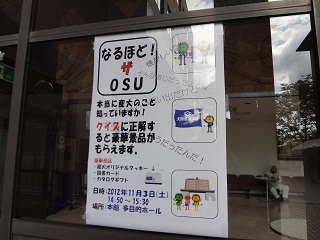 なるほど!
ザ
OSU
本当に産大のこと
知っていますか!
クイズに正解す
ると豪華景品が
もらえます。
豪華景品
・産大オリジナルクッキー
・図書カード
・カタログギフト
日時:2012年11月3日(土)
14:50～15:30
場所:本館 多目的ホール